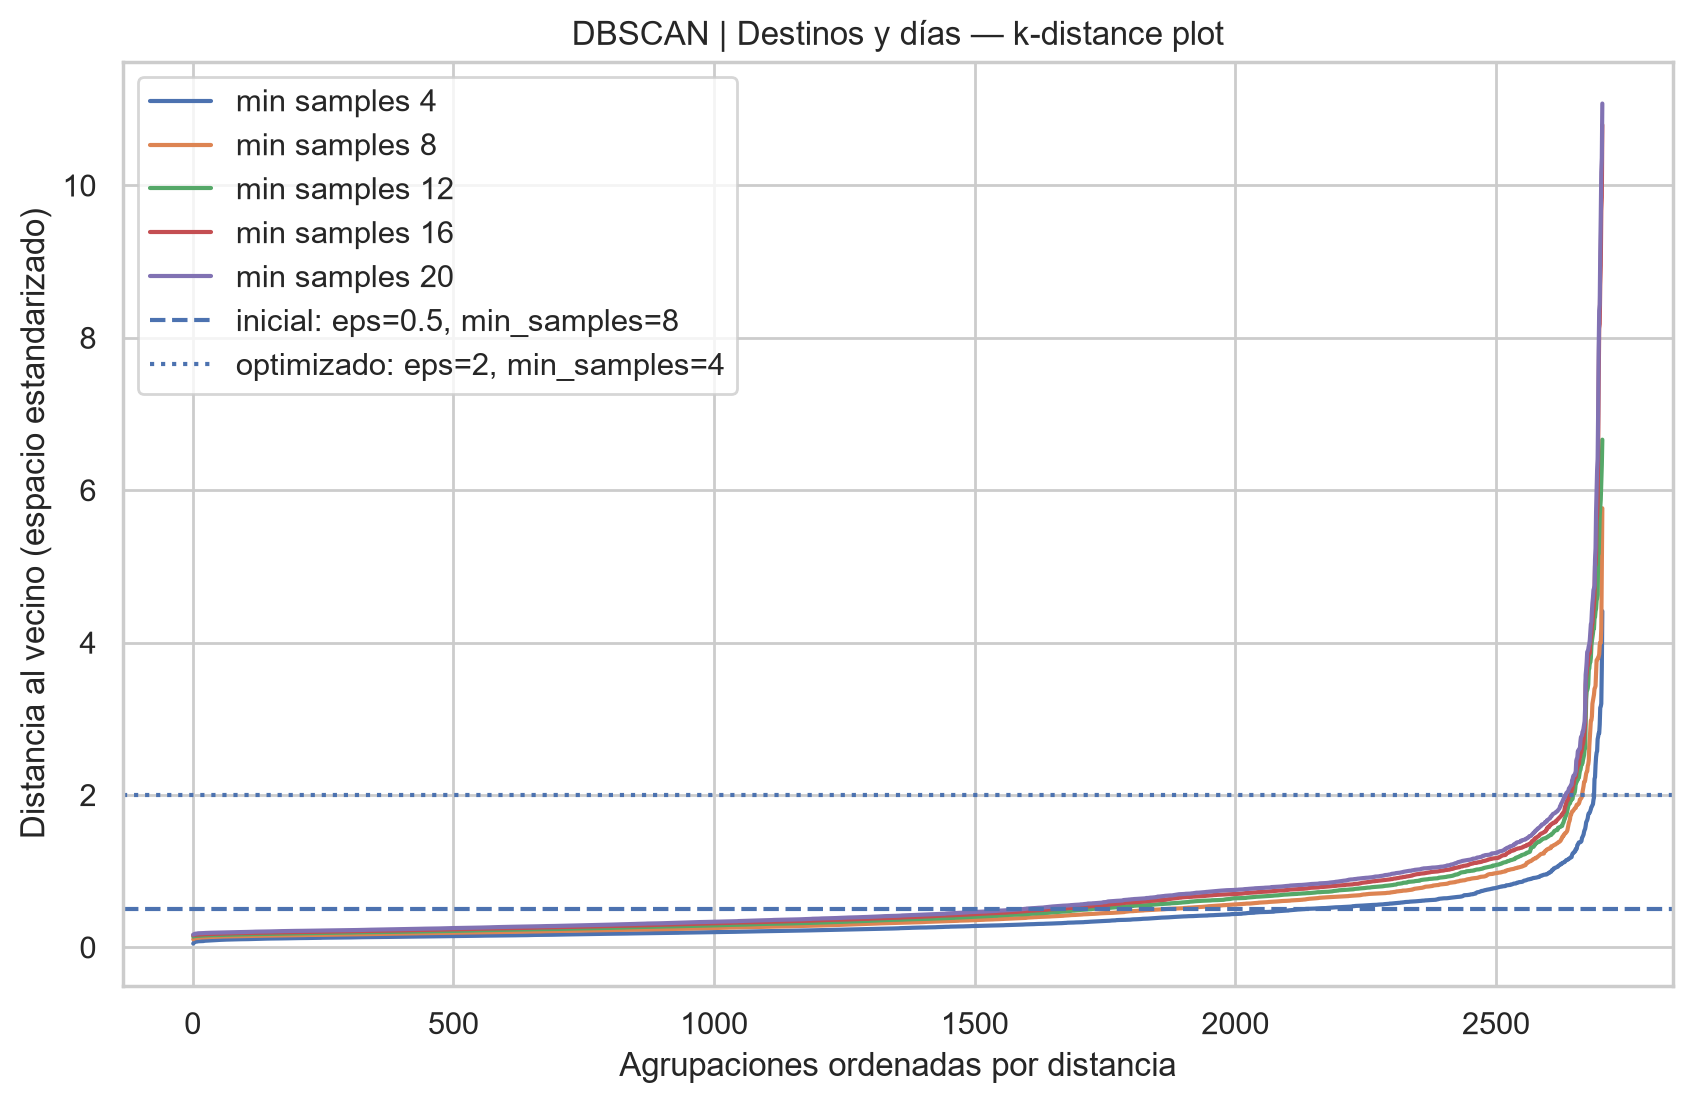 DBSCAN | Destinos y días — k-distance plot
min samples 4
min samples 8
min samples 12
min samples 16
min samples 20
inicial: eps=0.5, min_samples=8
optimizado: eps=2, min_samples=4
Distancia al vecino (espacio estandarizado)
10
8
6
4
2
0
0 500 1000 1500 2000 2500
Agrupaciones ordenadas por distancia